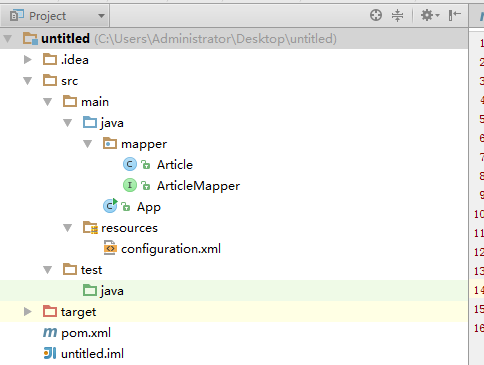 Project
untitled (C:\Users\Administrator\Desktop\untitled)
.idea
src
main
java
mapper
Article
ArticleMapper
App
resources
configuration.xml
test
java
target
pom.xml
untitled.iml
1
2
3
4
5
6
7
8
9
10
11
12
13
14
15
16